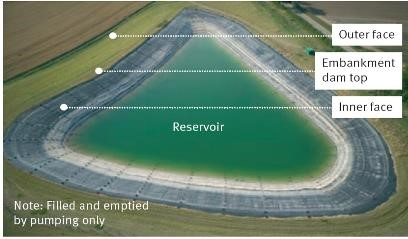 Outer face
Embankment
dam top
Inner face
Reservoir
Note: Filled and emptied
by pumping only